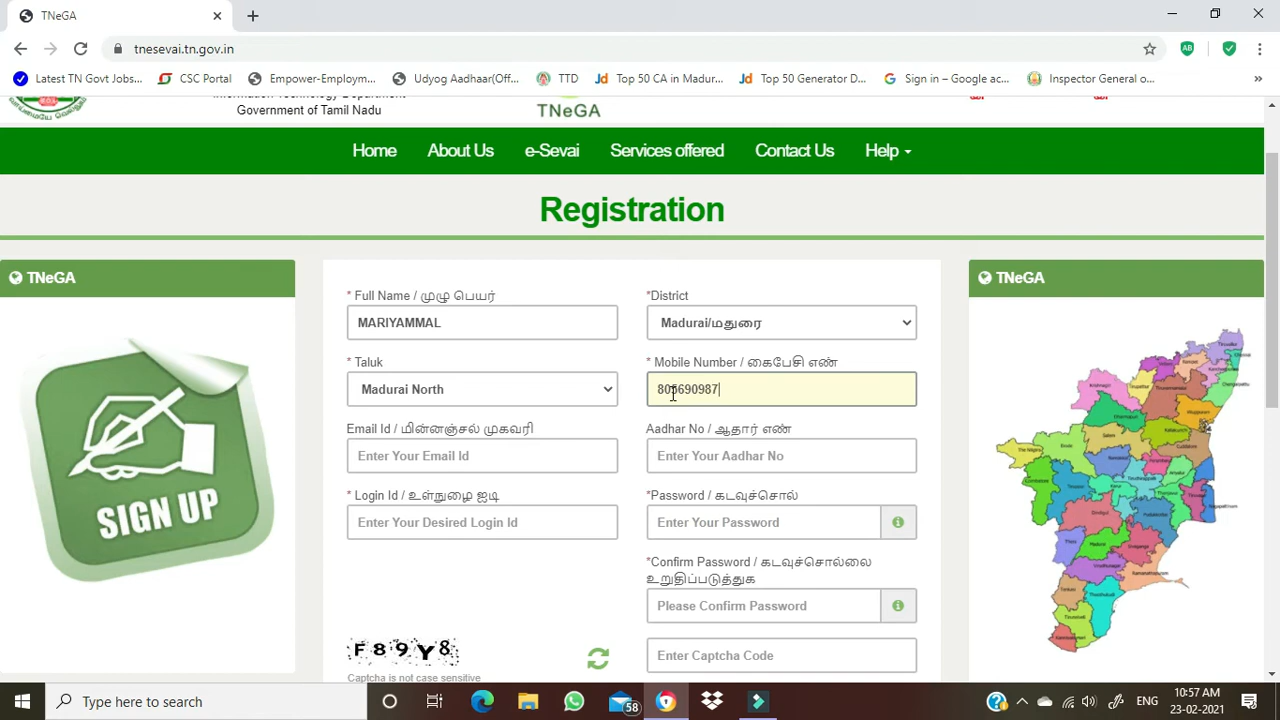 TNeGA
tnesevai.tn.gov.in
Latest TN Govt Jobs...
CSC Portal
Empower-Employm...
Udyog Aadhaar(Off...
TTD
Top 50 CA in Madur...
Top 50 Generator D...
Sign in – Google ac...
Inspector General o...
»
Information Technology Department
Government of Tamil Nadu
TNeGA
Home
About Us
e-Sevai
Services offered
Contact Us
Help
Registration
TNeGA
SIGN UP
* Full Name / முழு பெயர்
MARIYAMMAL
*District
Madurai/மதுரை
* Taluk
Madurai North
* Mobile Number / கைபேசி எண்
805690987
Email Id / மின்னஞ்சல் முகவரி
Enter Your Email Id
Aadhar No / ஆதார் எண்
Enter Your Aadhar No
* Login Id / உள்நுழை ஐடி
Enter Your Desired Login Id
*Password / கடவுச்சொல்
Enter Your Password
*Confirm Password / கடவுச்சொல்லை
உறுதிப்படுத்துக
Please Confirm Password
F89Y8
Captcha is not case sensitive
Enter Captcha Code
TNeGA
Type here to search
58
ENG
10:57 AM
23-02-2021